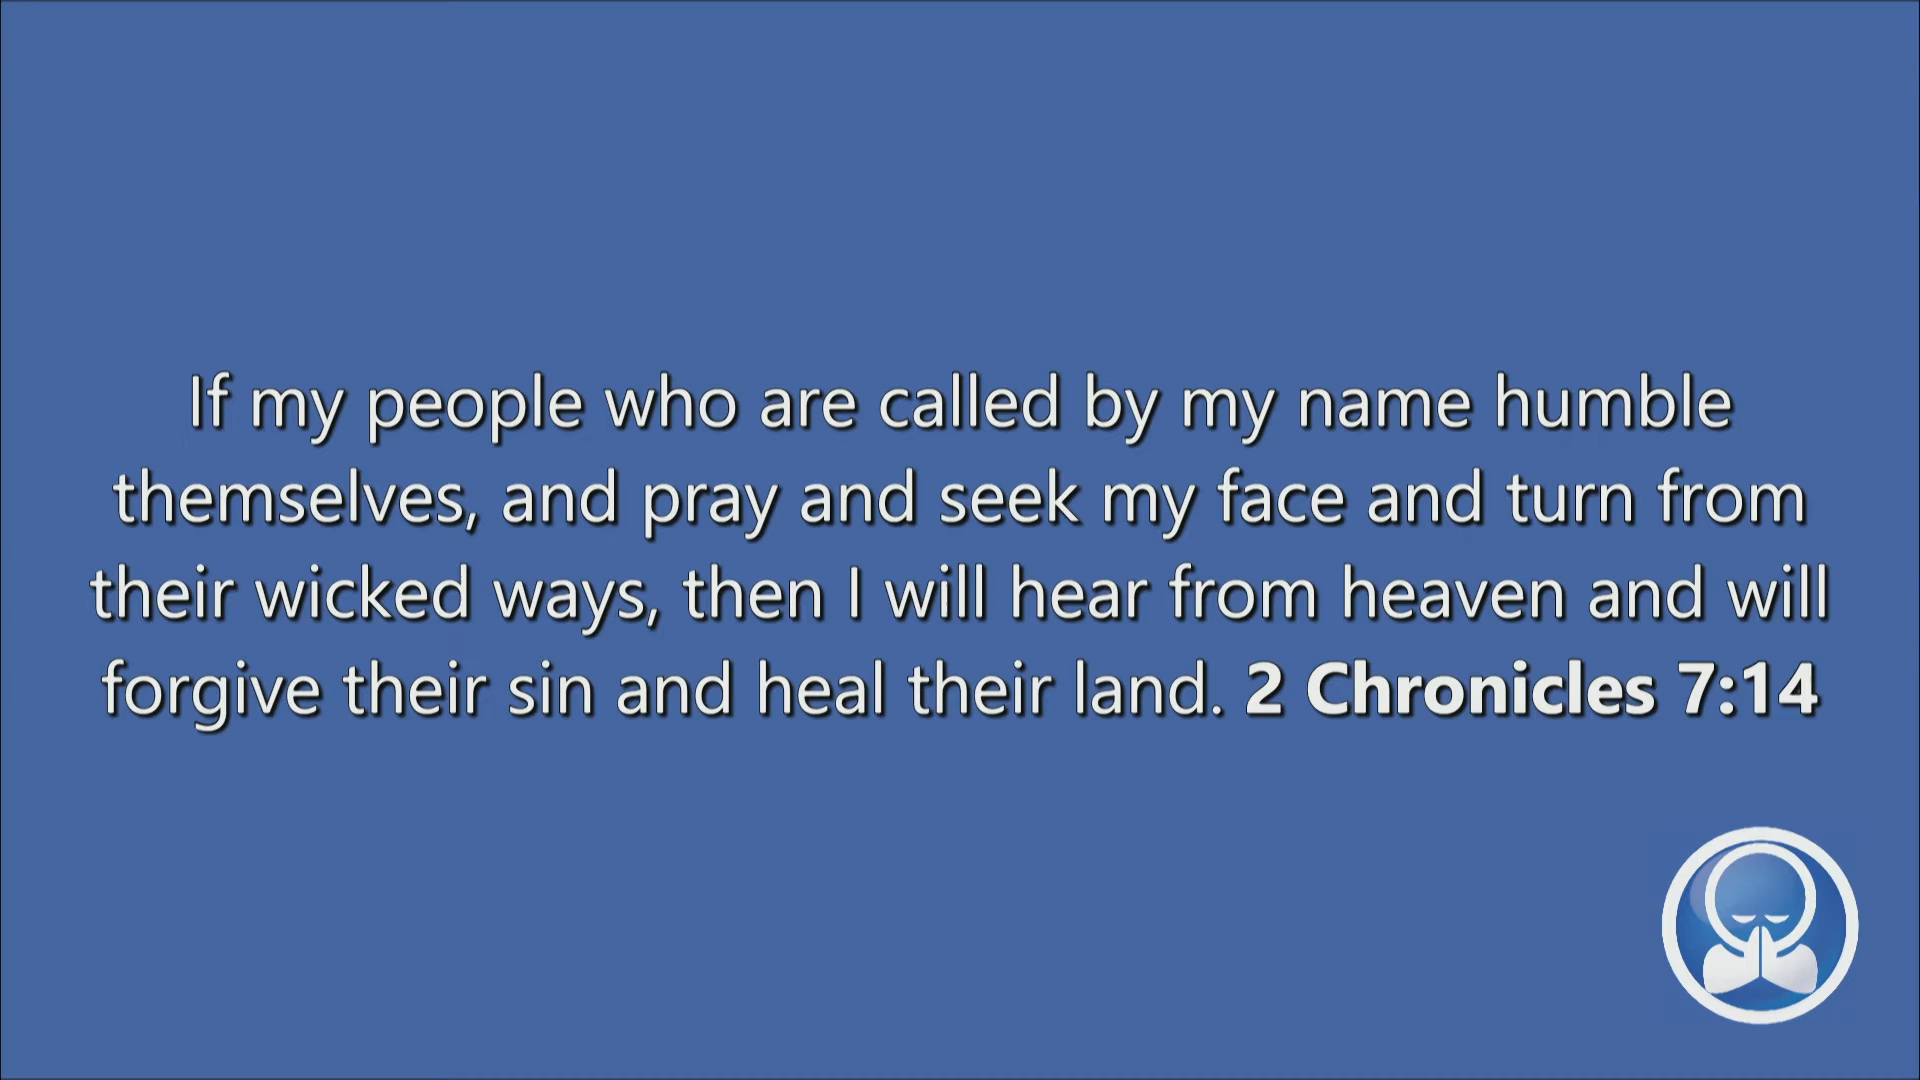 If my people who are called by my name humble
themselves, and pray and seek my face and turn from
their wicked ways, then I will hear from heaven and will
forgive their sin and heal their land. 2 Chronicles 7:14